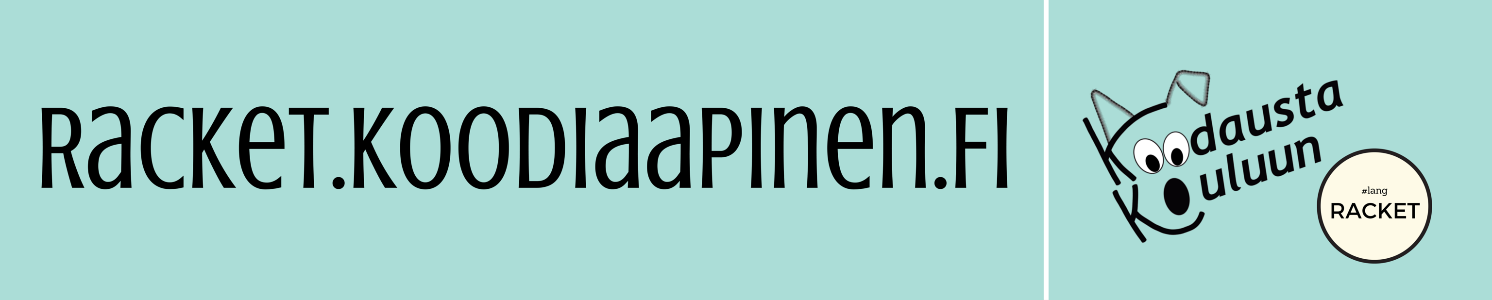 RaCKeT.KOODIaaPInen.FI
Koodausta
Kouluun
#lang
RACKET